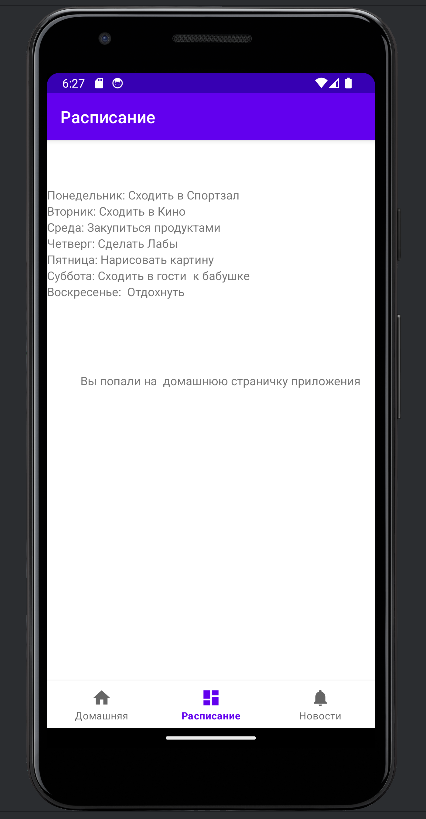 6:27
Расписание
Понедельник: Сходить в Спортзал
Вторник: Сходить в Кино
Среда: Закупиться продуктами
Четверг: Сделать Лабы
Пятница: Нарисовать картину
Суббота: Сходить в гости  к бабушке
Воскресенье:  Отдохнуть
Вы попали на  домашнюю страничку приложения
Домашняя
Расписание
Новости